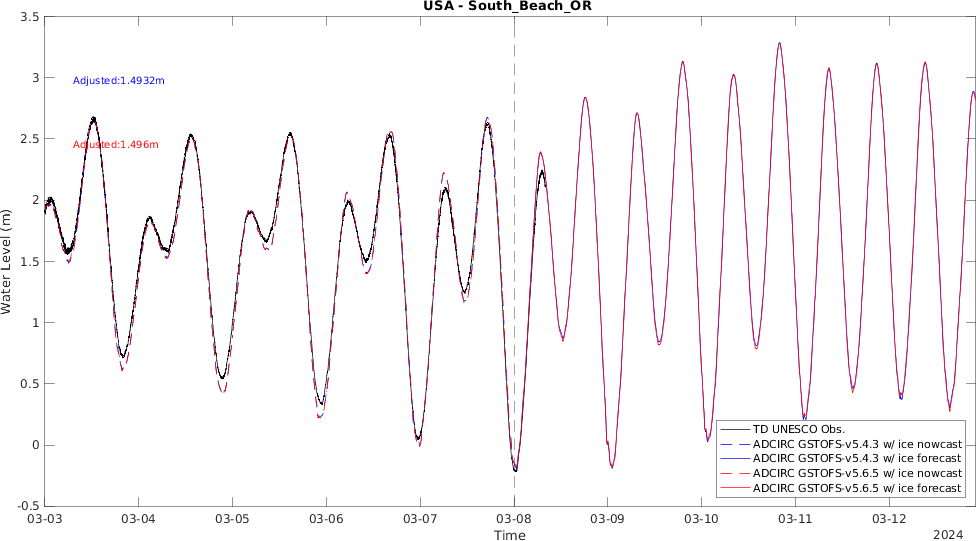 USA - South_Beach_OR
3.5
3
2.5
2
1.5
1
0.5
0
-0.5
Water Level (m)
Adjusted:1.4932m
Adjusted:1.496m
TD UNESCO Obs.
ADCIRC GSTOFS-v5.4.3 w/ ice nowcast
ADCIRC GSTOFS-v5.4.3 w/ ice forecast
ADCIRC GSTOFS-v5.6.5 w/ ice nowcast
ADCIRC GSTOFS-v5.6.5 w/ ice forecast
03-03 03-04 03-05 03-06 03-07 03-08 03-09 03-10 03-11 03-12
Time
2024